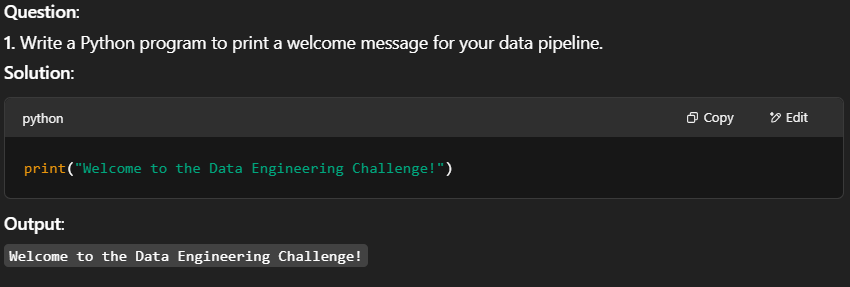 Question:
1. Write a Python program to print a welcome message for your data pipeline.
Solution:
python Copy Edit
print("Welcome to the Data Engineering Challenge!")
Output:
Welcome to the Data Engineering Challenge!